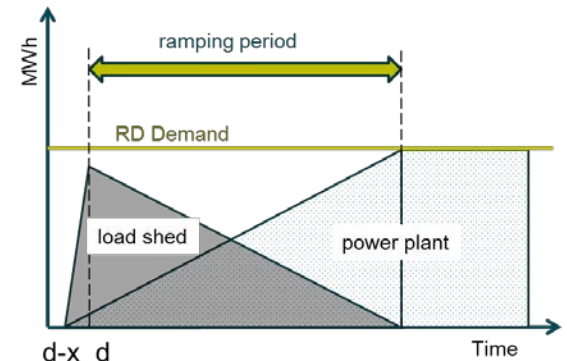 MWh
ramping period
RD Demand
load shed
power plant
d-x d
Time